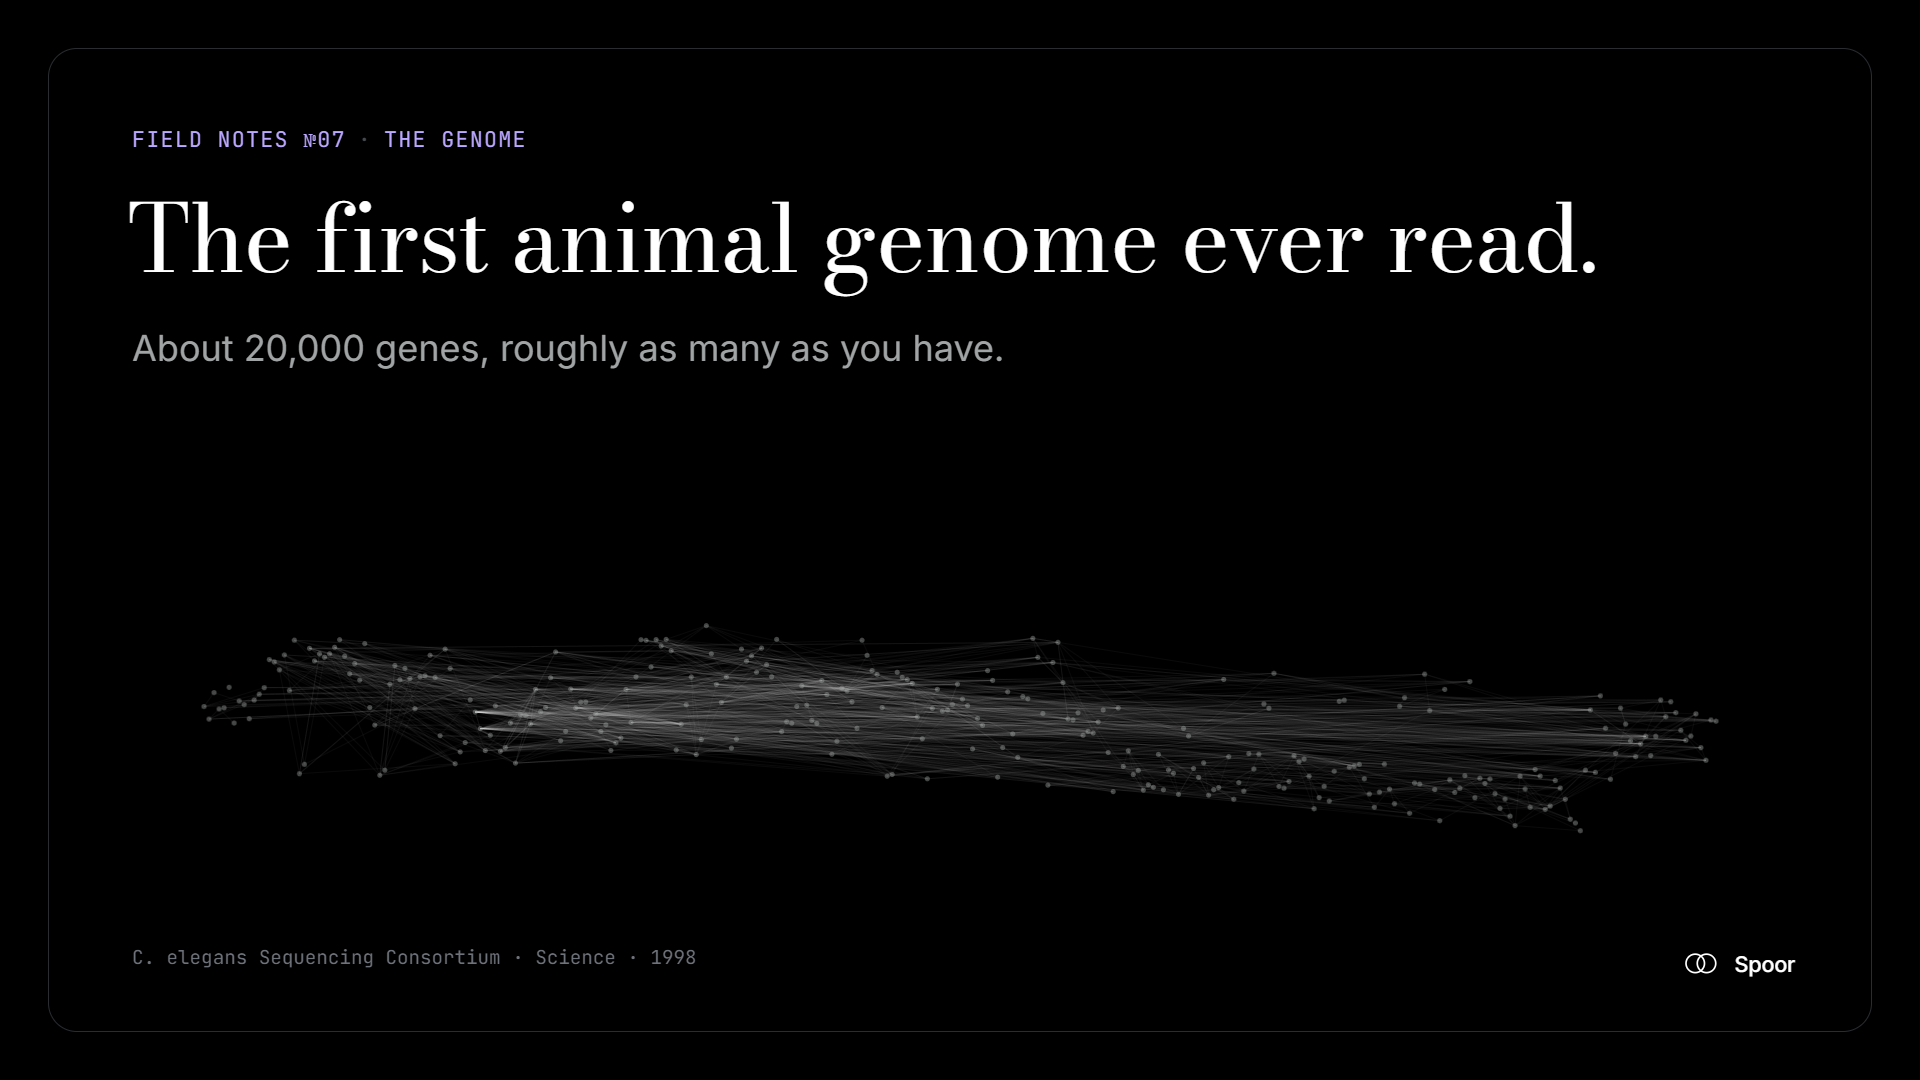 FIELD NOTES №07 · THE GENOME
The first animal genome ever read.
About 20,000 genes, roughly as many as you have.
C. elegans Sequencing Consortium · Science · 1998
Spoor